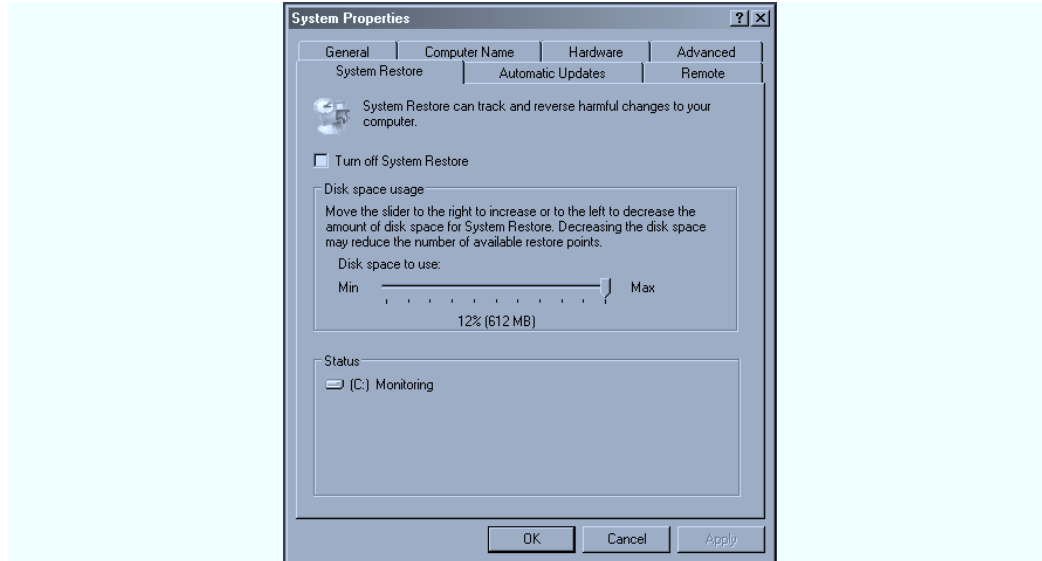 System Properties
General Computer Name Hardware Advanced
System Restore Automatic Updates Remote
System Restore can track and reverse harmful changes to your
computer.
Turn off System Restore
Disk space usage
Move the slider to the right to increase or to the left to decrease the
amount of disk space for System Restore. Decreasing the disk space
may reduce the number of available restore points.
Disk space to use:
Min Max
12% (612 MB)
Status
(C:) Monitoring
OK Cancel Apply